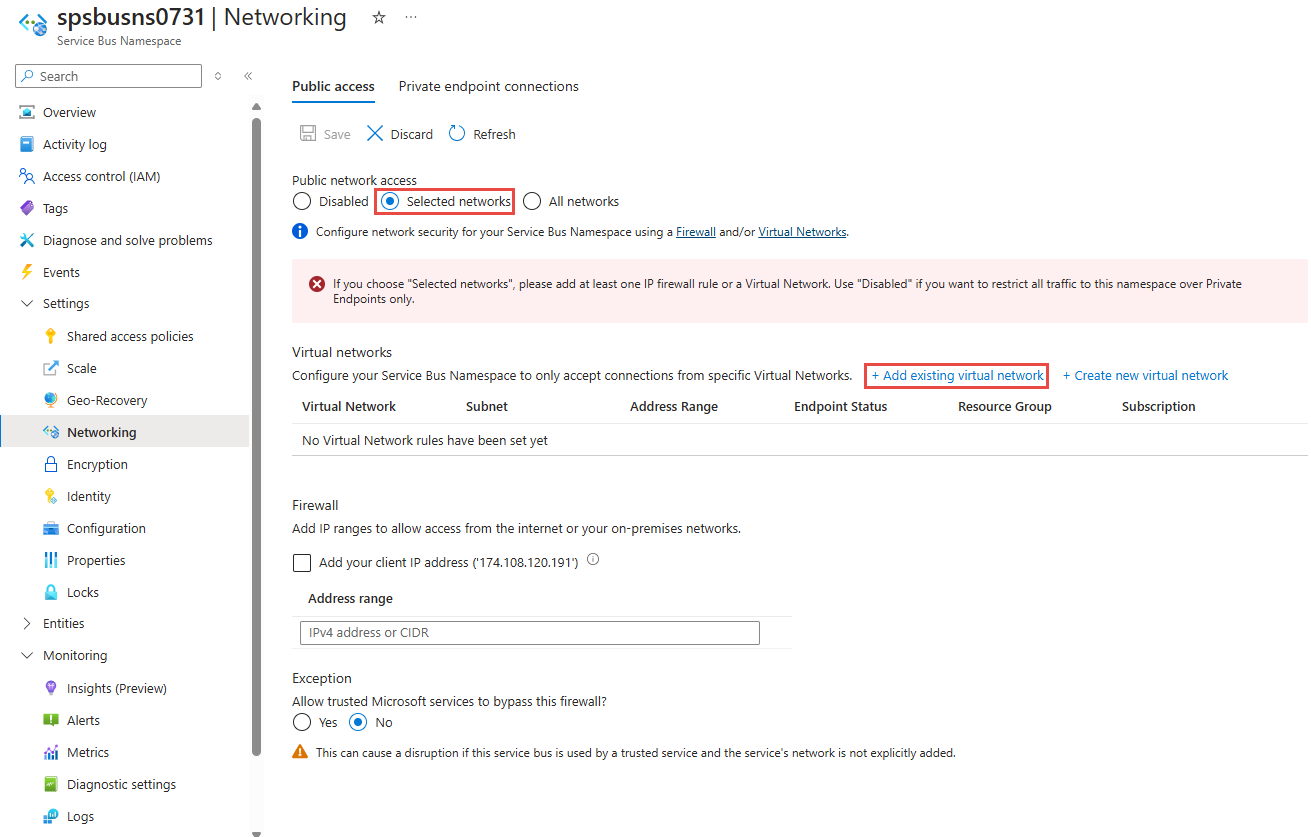 spsbusns0731 | Networking
Service Bus Namespace
Search
Overview
Activity log
Access control (IAM)
Tags
Diagnose and solve problems
Events
Settings
Shared access policies
Scale
Geo-Recovery
Networking
Encryption
Identity
Configuration
Properties
Locks
Entities
Monitoring
Insights (Preview)
Alerts
Metrics
Diagnostic settings
Logs
Public access Private endpoint connections
Save Discard Refresh
Public network access
Disabled Selected networks All networks
Configure network security for your Service Bus Namespace using a Firewall and/or Virtual Networks.
If you choose "Selected networks", please add at least one IP firewall rule or a Virtual Network. Use "Disabled" if you want to restrict all traffic to this namespace over Private
Endpoints only.
Virtual networks
Configure your Service Bus Namespace to only accept connections from specific Virtual Networks. + Add existing virtual network + Create new virtual network
Virtual Network Subnet Address Range Endpoint Status Resource Group Subscription
No Virtual Network rules have been set yet
Firewall
Add IP ranges to allow access from the internet or your on-premises networks.
Add your client IP address ('174.108.120.191')
Address range
IPv4 address or CIDR
Exception
Allow trusted Microsoft services to bypass this firewall?
Yes No
This can cause a disruption if this service bus is used by a trusted service and the service's network is not explicitly added.